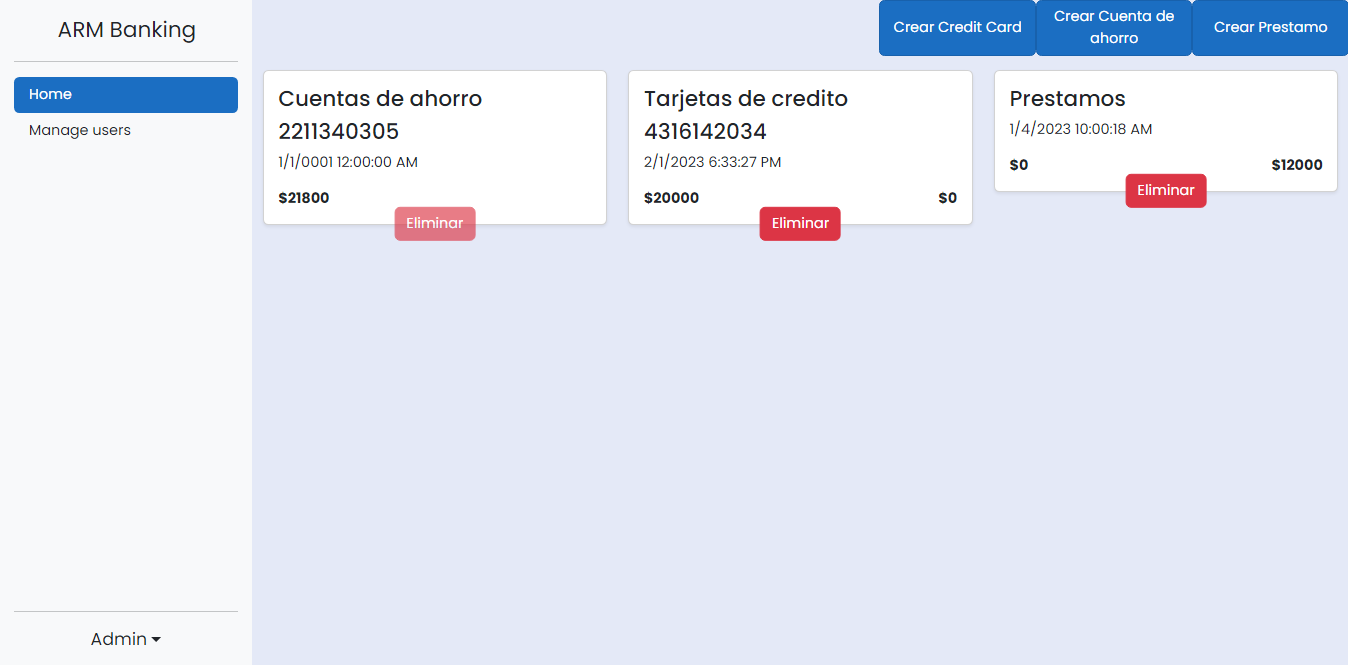 ARM Banking
Home
Manage users
Admin
Crear Credit Card
Crear Cuenta de
ahorro
Crear Prestamo
Cuentas de ahorro
2211340305
1/1/0001 12:00:00 AM
$21800
Eliminar
Tarjetas de credito
4316142034
2/1/2023 6:33:27 PM
$20000 $0
Eliminar
Prestamos
1/4/2023 10:00:18 AM
$0 $12000
Eliminar